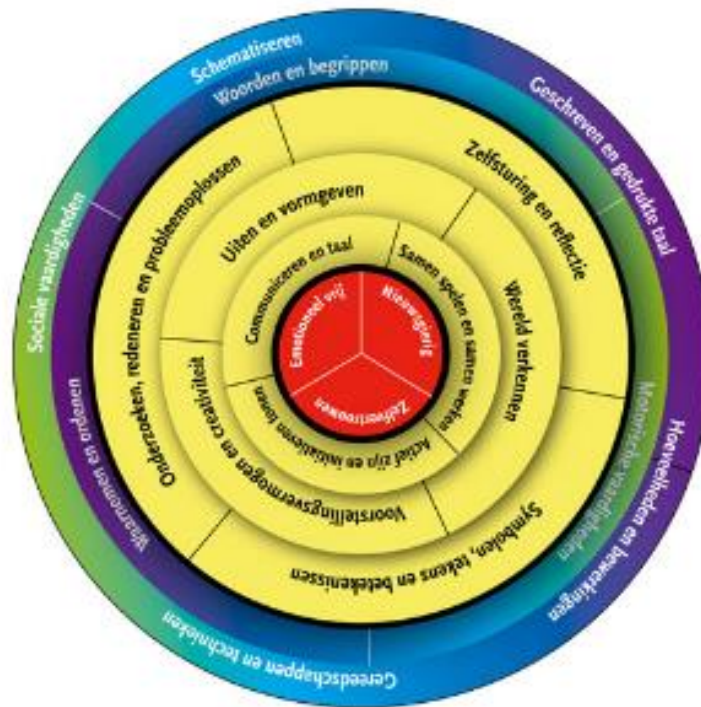 Schematiseren
Woorden en begrippen
Geschreven en gedrukte taal
Sociale vaardigheden
Onderzoeken, redeneren en probleemoplossen
Zelfsturing en reflectie
Uiten en vormgeven
Communiceren en taal
Samen spelen en samen werken
Emotioneel vrij
Nieuwsgierig
Zelfvertrouwen
Wereld verkennen
Actief zijn en initiatieven tonen
Voorstellingsvermogen en creativiteit
Symbolen, tekens en betekenissen
Waarnemen en ordenen
Motorische vaardigheden
Hoeveelheden en bewerkingen
Gereedschappen en technieken